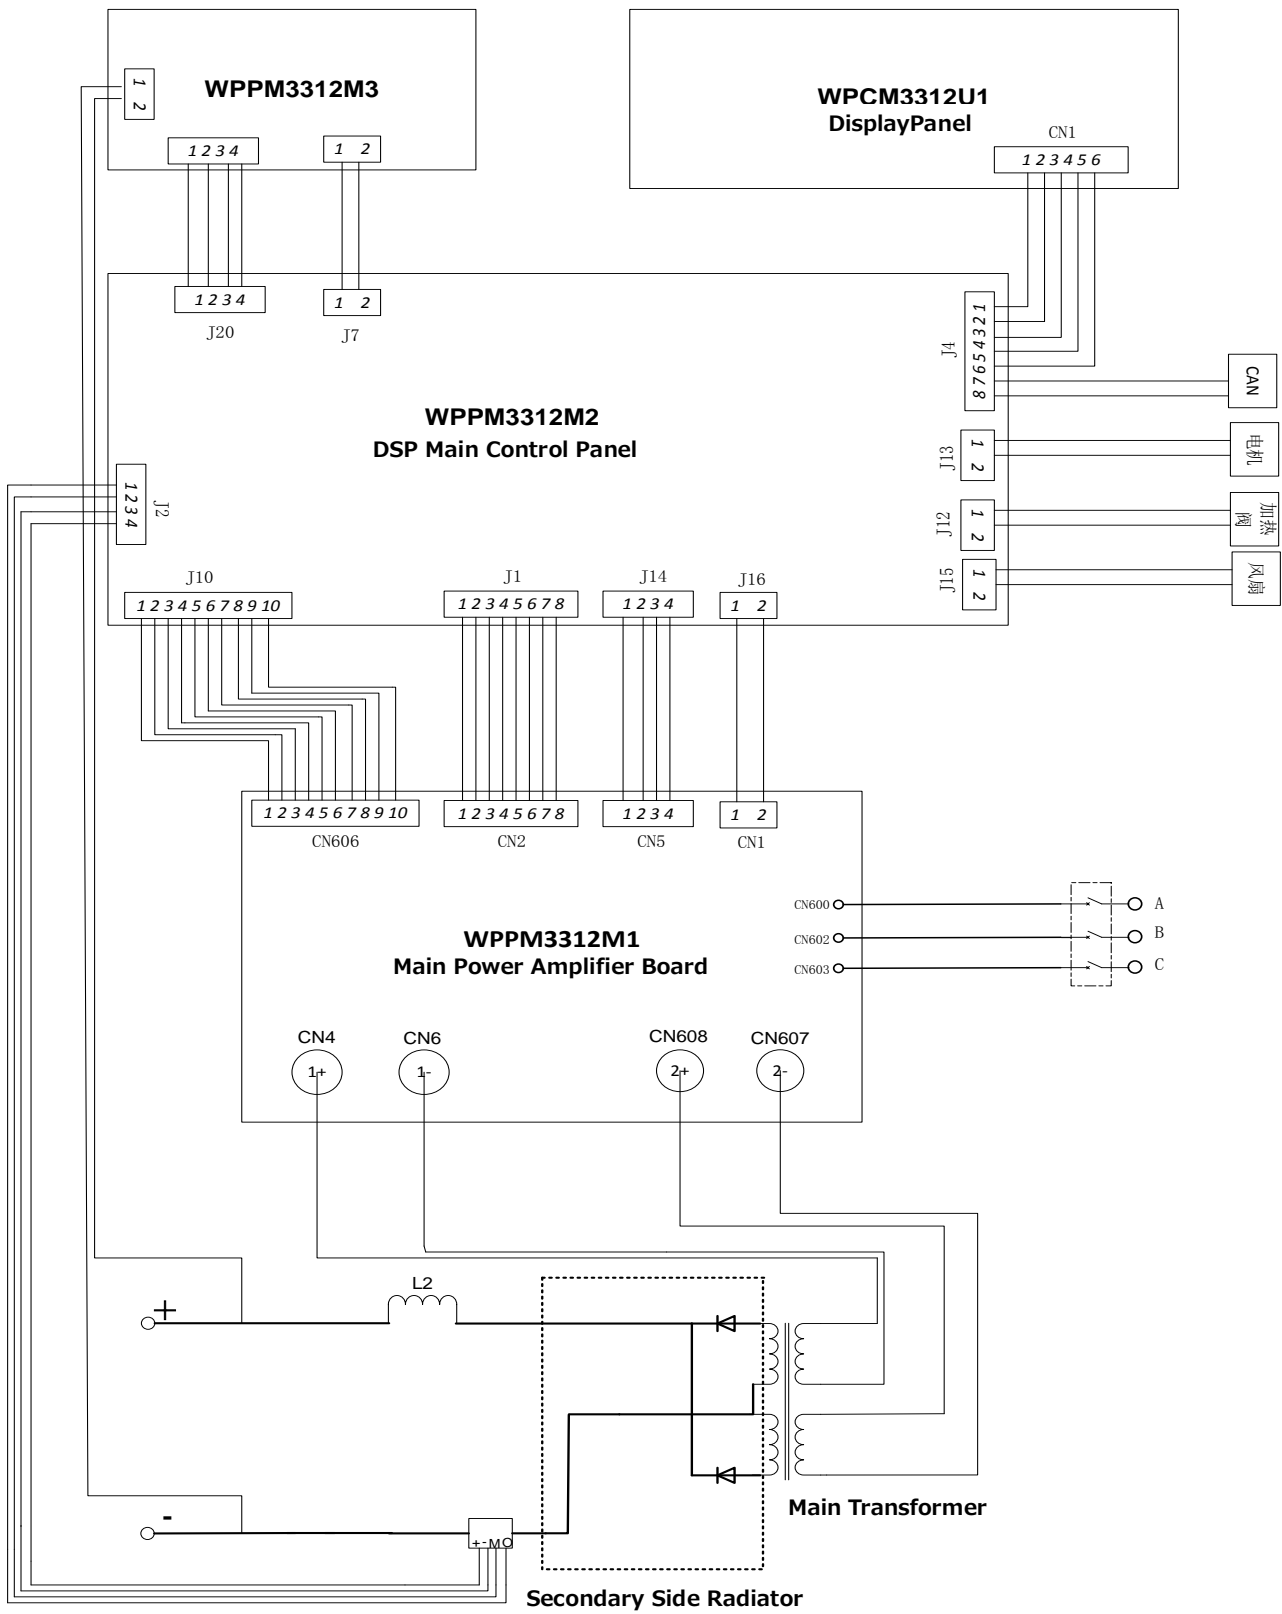 WPPM3312M3
1 2
1 2 3 4
1 2
WPCM3312U1
DisplayPanel
CN1
1 2 3 4 5 6
1 2 3 4
J20
1 2
J7
J4
1 2 3 4 5 6 7 8
CAN
WPPM3312M2
DSP Main Control Panel
J13
1 2
电机
J2
1 2 3 4
J12
1 2
加热
阀
J15
1 2
风扇
J10
1 2 3 4 5 6 7 8 9 10
J1
1 2 3 4 5 6 7 8
J14
1 2 3 4
J16
1 2
1 2 3 4 5 6 7 8 9 10
CN606
1 2 3 4 5 6 7 8
CN2
1 2 3 4
CN5
1 2
CN1
CN600
A
CN602
B
CN603
C
WPPM3312M1
Main Power Amplifier Board
CN4
1+
CN6
1-
CN608
2+
CN607
2-
L2
+
-
+-MO
Main Transformer
Secondary Side Radiator